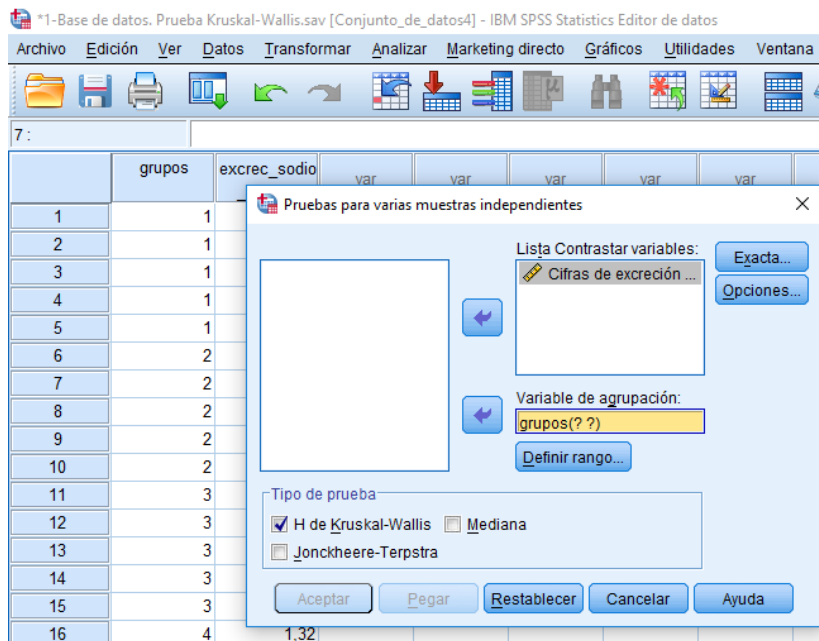 *1-Base de datos. Prueba Kruskal-Wallis.sav [Conjunto_de_datos4] - IBM SPSS Statistics Editor de datos
Archivo Edición Ver Datos Transformar Analizar Marketing directo Gráficos Utilidades Ventana
7 :
grupos excrec_sodio var var var var var
Pruebas para varias muestras independientes
Lista Contrastar variables:
Cifras de excreción ...
Exacta...
Opciones...
Variable de agrupación:
grupos(? ?)
Definir rango...
Tipo de prueba
H de Kruskal-Wallis Mediana
Jonckheere-Terpstra
Aceptar Pegar Restablecer Cancelar Ayuda
1 1
2 1
3 1
4 1
5 1
6 2
7 2
8 2
9 2
10 2
11 3
12 3
13 3
14 3
15 3
16 4 1,32